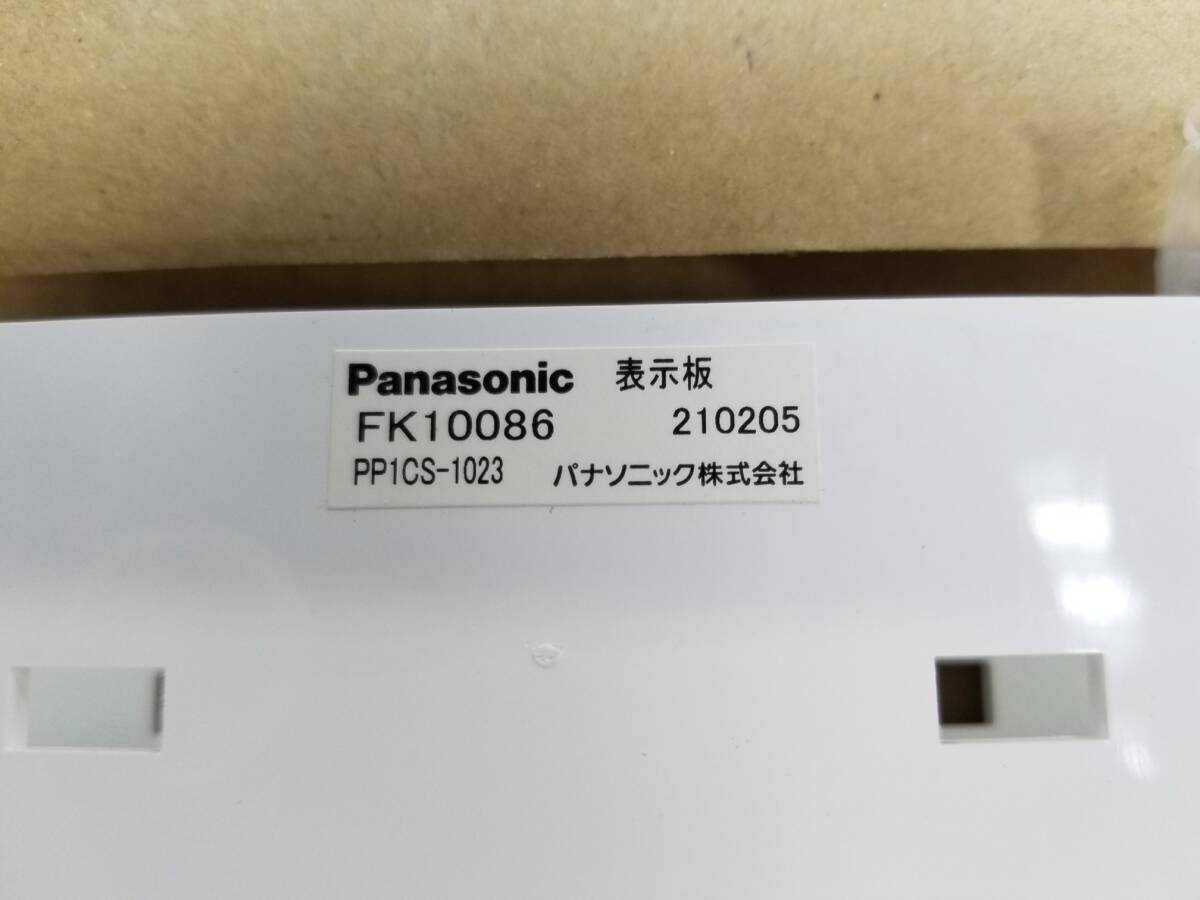 Panasonic 表示板
FK10086 210205
PP1CS-1023 パナソニック株式会社